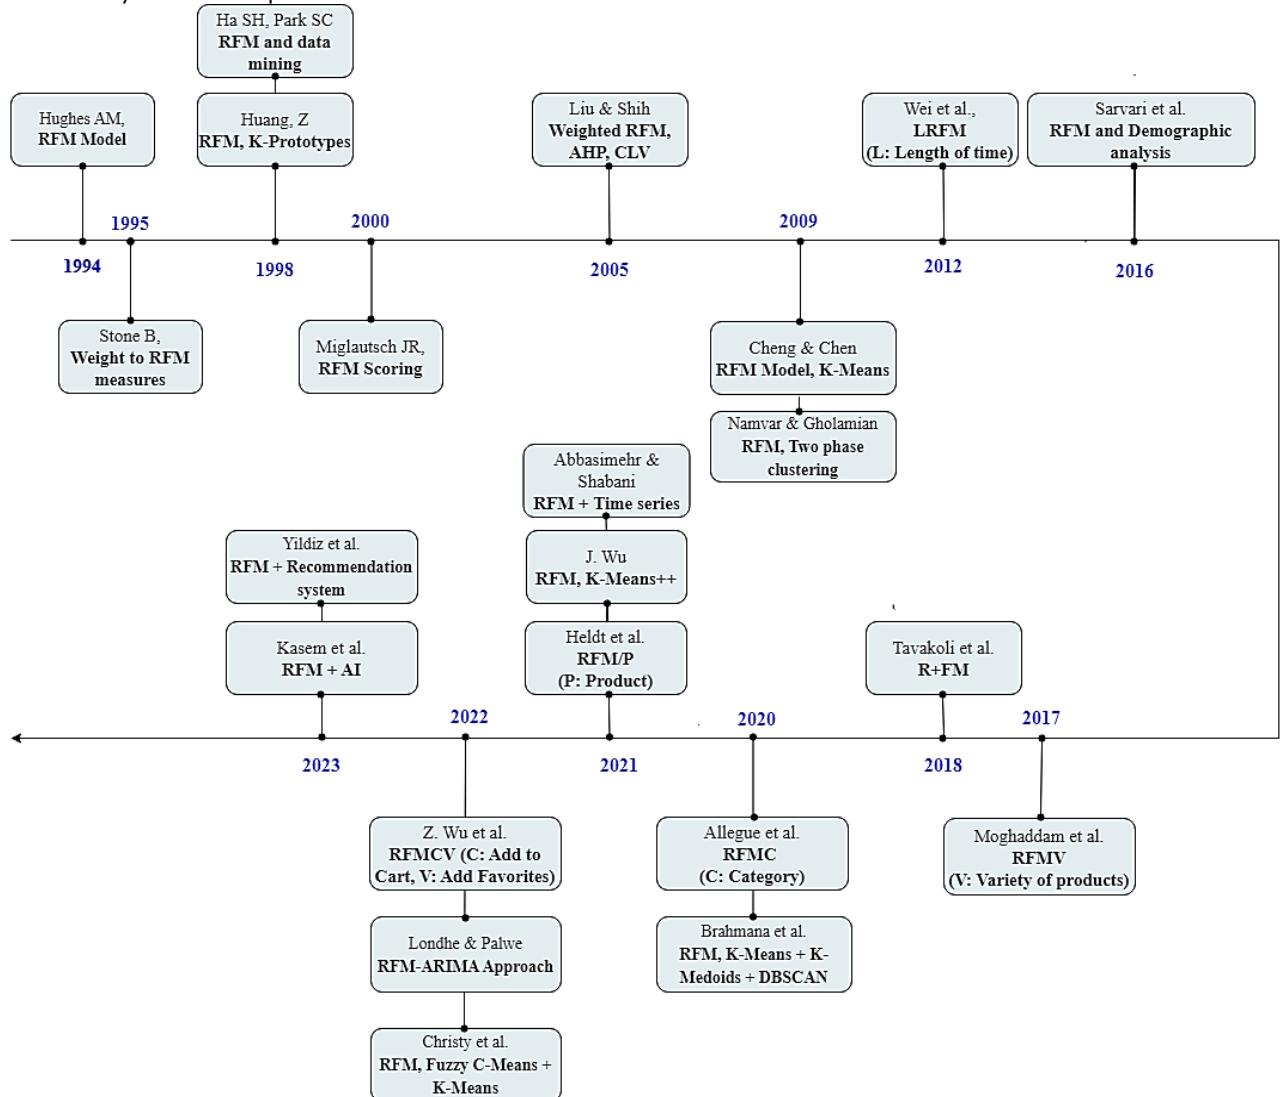 Ha SH, Park SC
RFM and data
mining
Hughes AM,
RFM Model
Huang, Z
RFM, K-Prototypes
Liu & Shih
Weighted RFM,
AHP, CLV
Wei et al.,
LRFM
(L: Length of time)
Sarvari et al.
RFM and Demographic
analysis
1995
2000
2009
1994
1998
2005
2012
2016
Stone B,
Weight to RFM
measures
Miglautsch JR,
RFM Scoring
Cheng & Chen
RFM Model, K-Means
Namvar & Gholamian
RFM, Two phase
clustering
Abbasimehr &
Shabani
RFM + Time series
Yildiz et al.
RFM + Recommendation
system
J. Wu
RFM, K-Means++
Kasem et al.
RFM + AI
Heldt et al.
RFM/P
(P: Product)
Tavakoli et al.
R+FM
2022
2020
2017
2023
2021
2018
Z. Wu et al.
RFMCV (C: Add to
Cart, V: Add Favorites)
Allegue et al.
RFMC
(C: Category)
Moghaddam et al.
RFMV
(V: Variety of products)
Londhe & Palwe
RFM-ARIMA Approach
Brahmana et al.
RFM, K-Means + K-
Medoids + DBSCAN
Christy et al.
RFM, Fuzzy C-Means +
K-Means